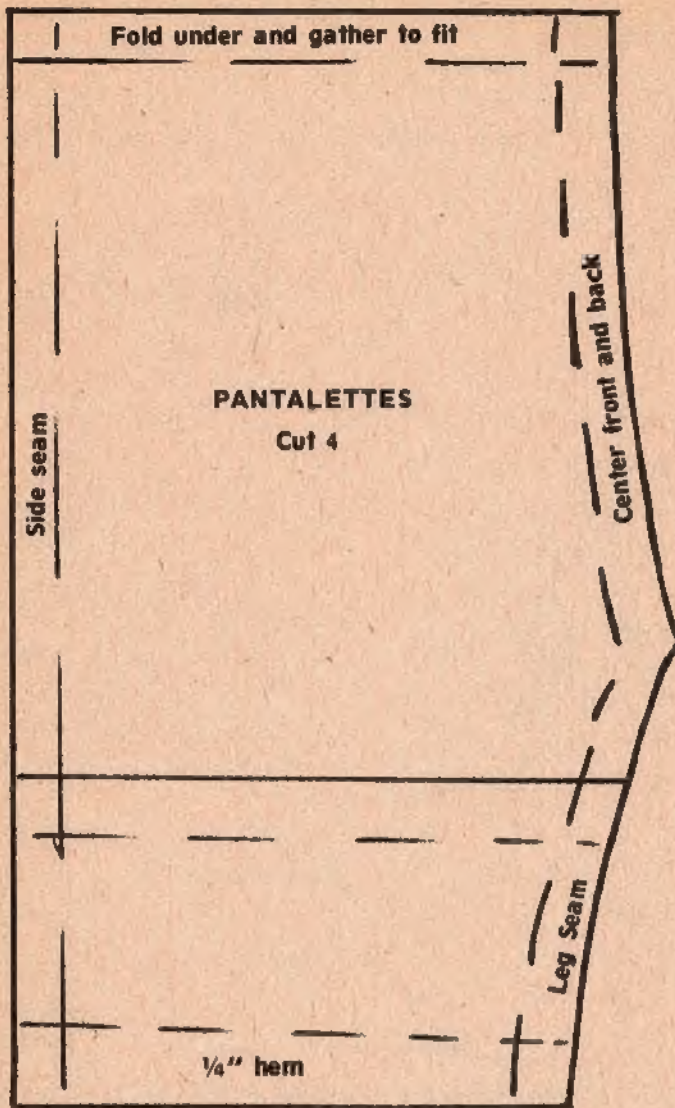 Fold under and gather to fit
Side seam
PANTALETTES
Cut 4
Center front and back
Leg Seam
¼" hem